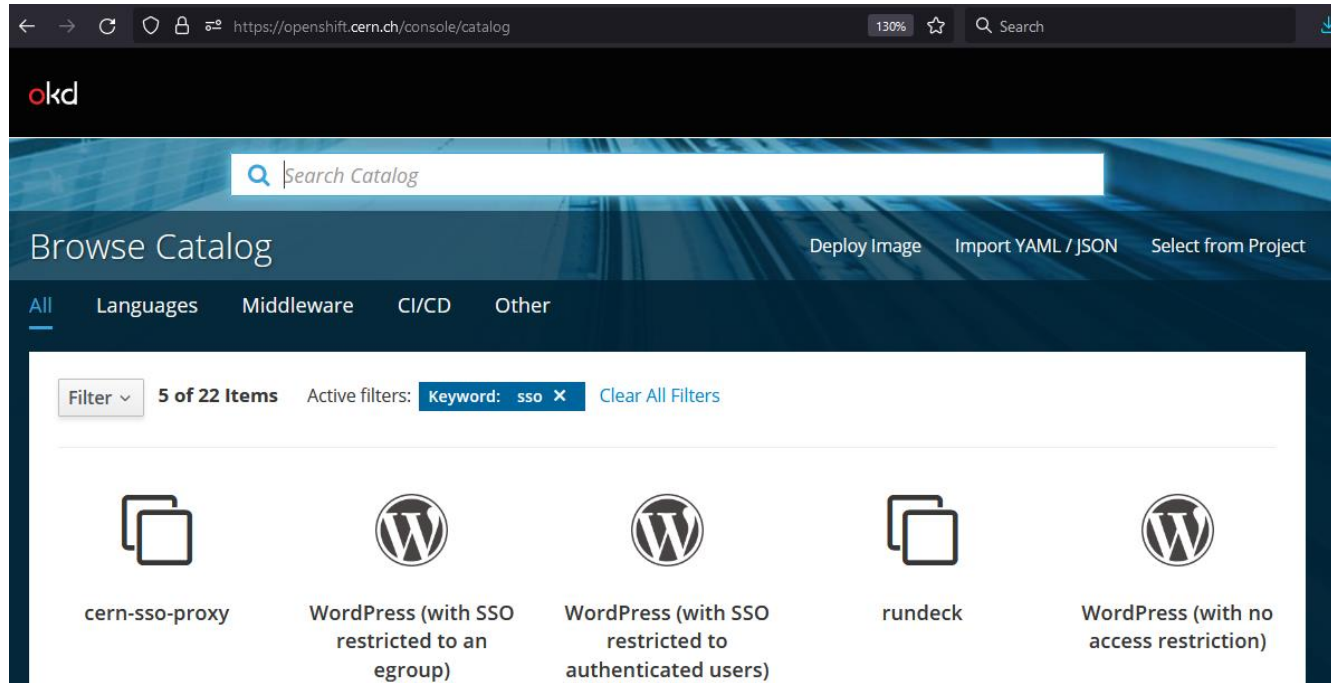 https://openshift.cern.ch/console/catalog 130% Search
okd
Search Catalog
Browse Catalog Deploy Image Import YAML / JSON Select from Project
All Languages Middleware CI/CD Other
Filter 5 of 22 Items Active filters: Keyword: sso × Clear All Filters
cern-sso-proxy
WordPress (with SSO
restricted to an
egroup)
WordPress (with SSO
restricted to
authenticated users)
rundeck
WordPress (with no
access restriction)